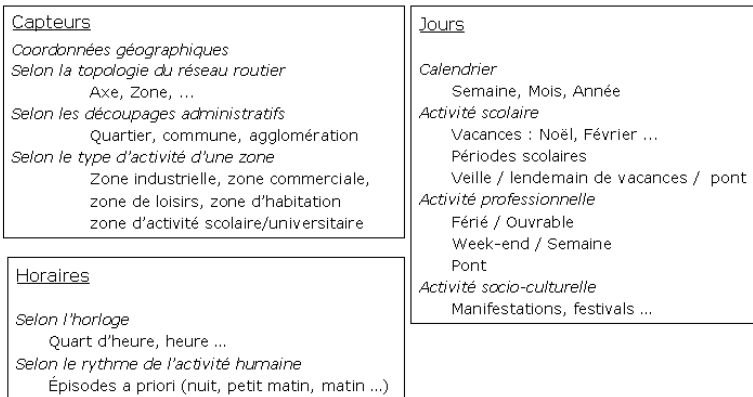 Capteurs
Coordonnées géographiques
Selon la topologie du réseau routier
Axe, Zone, ...
Selon les découpages administratifs
Quartier, commune, agglomération
Selon le type d'activité d'une zone
Zone industrielle, zone commerciale,
zone de loisirs, zone d'habitation
zone d'activité scolaire/universitaire
Horaires
Selon l'horloge
Quart d'heure, heure ...
Selon le rythme de l'activité humaine
Épisodes a priori (nuit, petit matin, matin ...)
Jours
Calendrier
Semaine, Mois, Année
Activité scolaire
Vacances : Noël, Février ...
Périodes scolaires
Veille / lendemain de vacances / pont
Activité professionnelle
Férié / Ouvrable
Week-end / Semaine
Pont
Activité socio-culturelle
Manifestations, festivals ...